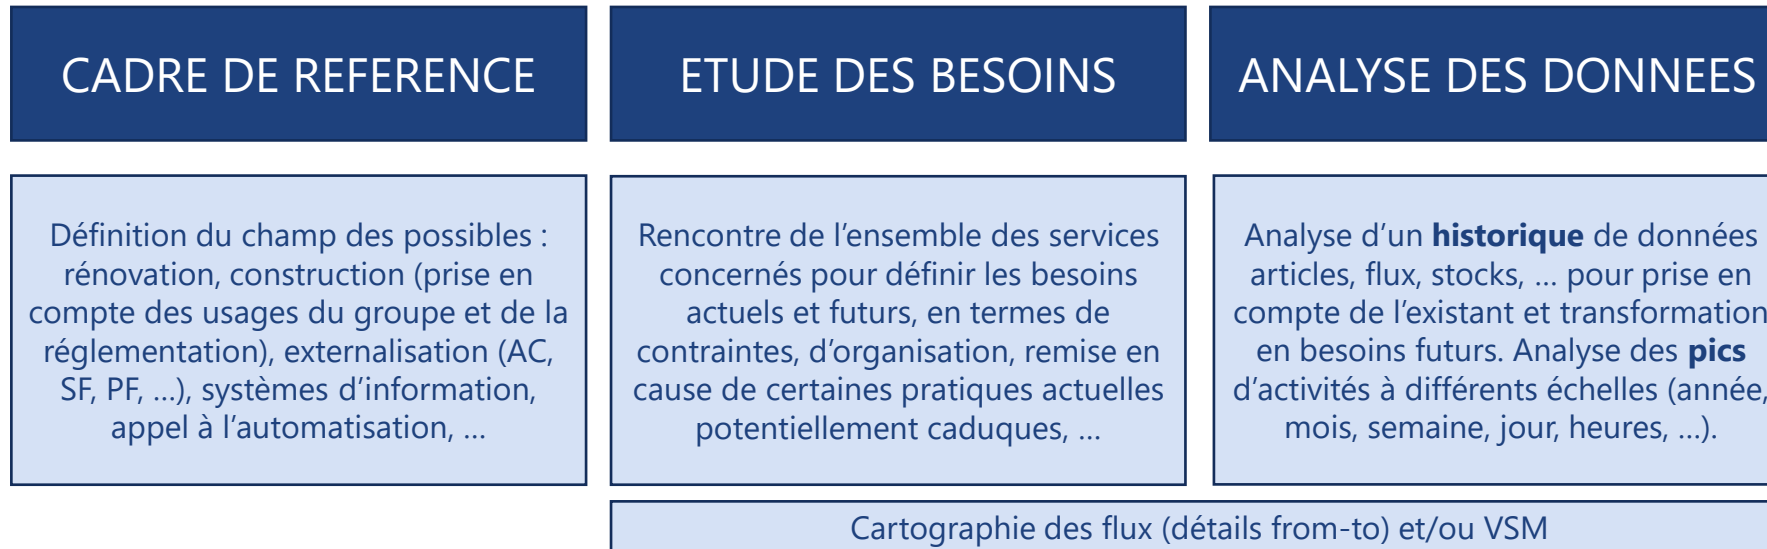 CADRE DE REFERENCE
Définition du champ des possibles :
rénovation, construction (prise en
compte des usages du groupe et de la
réglementation), externalisation (AC,
SF, PF, …), systèmes d’information,
appel à l’automatisation, …
ETUDE DES BESOINS
Rencontre de l’ensemble des services
concernés pour définir les besoins
actuels et futurs, en termes de
contraintes, d’organisation, remise en
cause de certaines pratiques actuelles
potentiellement caduques, …
ANALYSE DES DONNEES
Analyse d’un historique de données
articles, flux, stocks, … pour prise en
compte de l’existant et transformation
en besoins futurs. Analyse des pics
d’activités à différents échelles (année,
mois, semaine, jour, heures, …).
Cartographie des flux (détails from-to) et/ou VSM